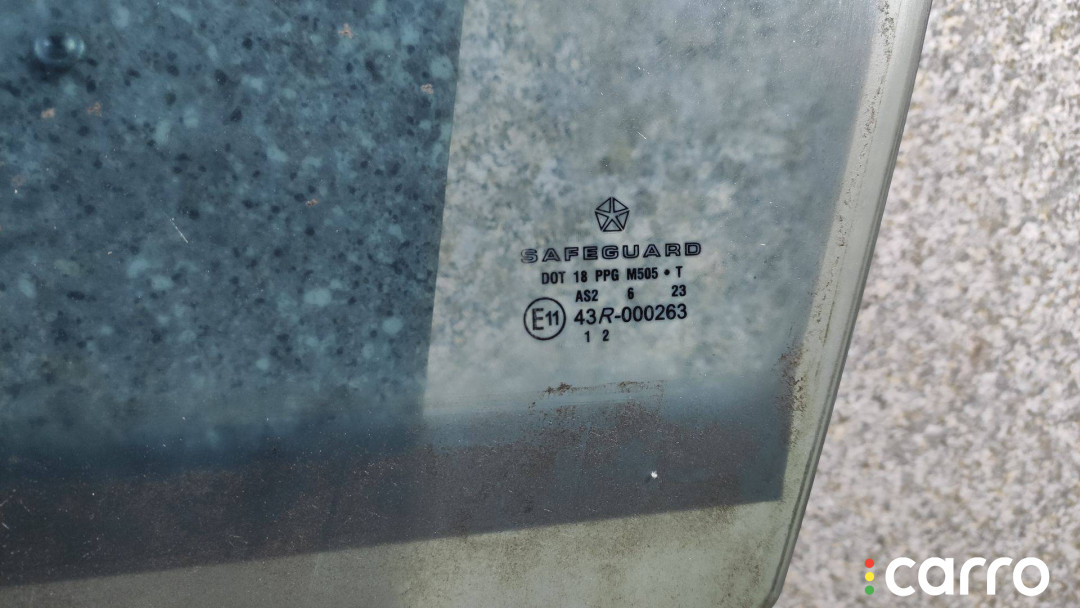 SAFEGUARD
DOT 18 PPG M505 • T
AS2 6 23
E11 43R-000263
1 2
carro